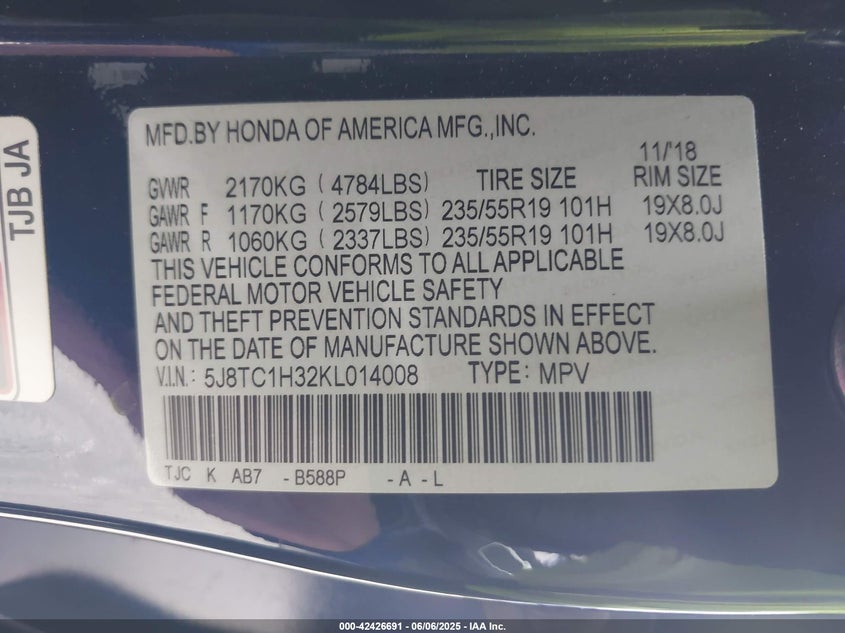 TJB JA
MFD.BY HONDA OF AMERICA MFG.,INC.
11/'18
GVWR 2170KG ( 4784LBS) TIRE SIZE RIM SIZE
GAWR F 1170KG ( 2579LBS) 235/55R19 101H 19X8.0J
GAWR R 1060KG ( 2337LBS) 235/55R19 101H 19X8.0J
THIS VEHICLE CONFORMS TO ALL APPLICABLE
FEDERAL MOTOR VEHICLE SAFETY
AND THEFT PREVENTION STANDARDS IN EFFECT
ON THE DATE OF MANUFACTURE SHOWN ABOVE.
V.I.N.: 5J8TC1H32KL014008 TYPE: MPV
TJC K AB7 - B588P - A - L
000-42426691 - 06/06/2025 - IAA Inc.